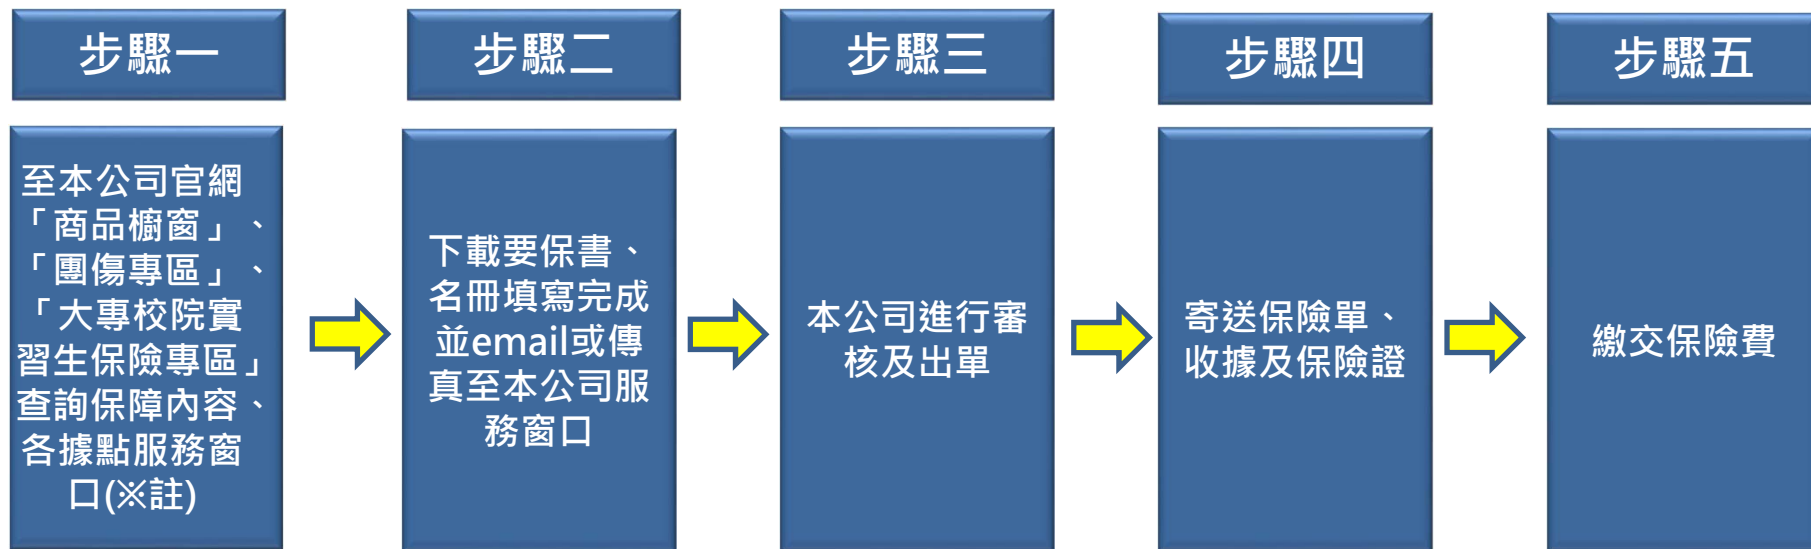 步驟一
至本公司官網
「商品櫥窗」、
「團傷專區」、
「大專校院實
習生保險專區」
查詢保障內容、
各據點服務窗
口(※註)
步驟二
下載要保書、
名冊填寫完成
並email或傳
真至本公司服
務窗口
步驟三
本公司進行審
核及出單
步驟四
寄送保險單、
收據及保險證
步驟五
繳交保險費